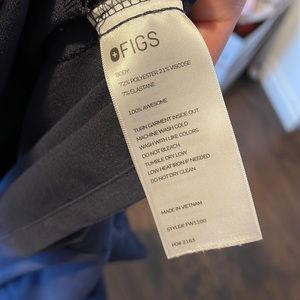 FIGS
BODY
72% POLYESTER 21% VISCOSE
7% ELASTANE
100% AWESOME
TURN GARMENT INSIDE OUT
MACHINE WASH COLD
WASH WITH LIKE COLORS
DO NOT BLEACH
TUMBLE DRY LOW
LOW HEAT IRON IF NEEDED
DO NOT DRY CLEAN
MADE IN VIETNAM
STYLE# FW1100
PO# 2163